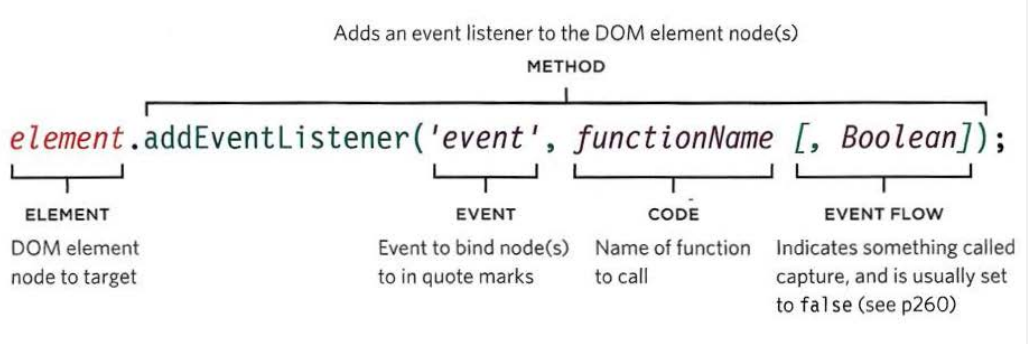 Adds an event listener to the DOM element node(s)
METHOD
element.addEventListener('event', functionName [, Boolean]);
ELEMENT
DOM element
node to target
EVENT
Event to bind node(s)
to in quote marks
CODE
Name of function
to call
EVENT FLOW
Indicates something called
capture, and is usually set
to false (see p260)